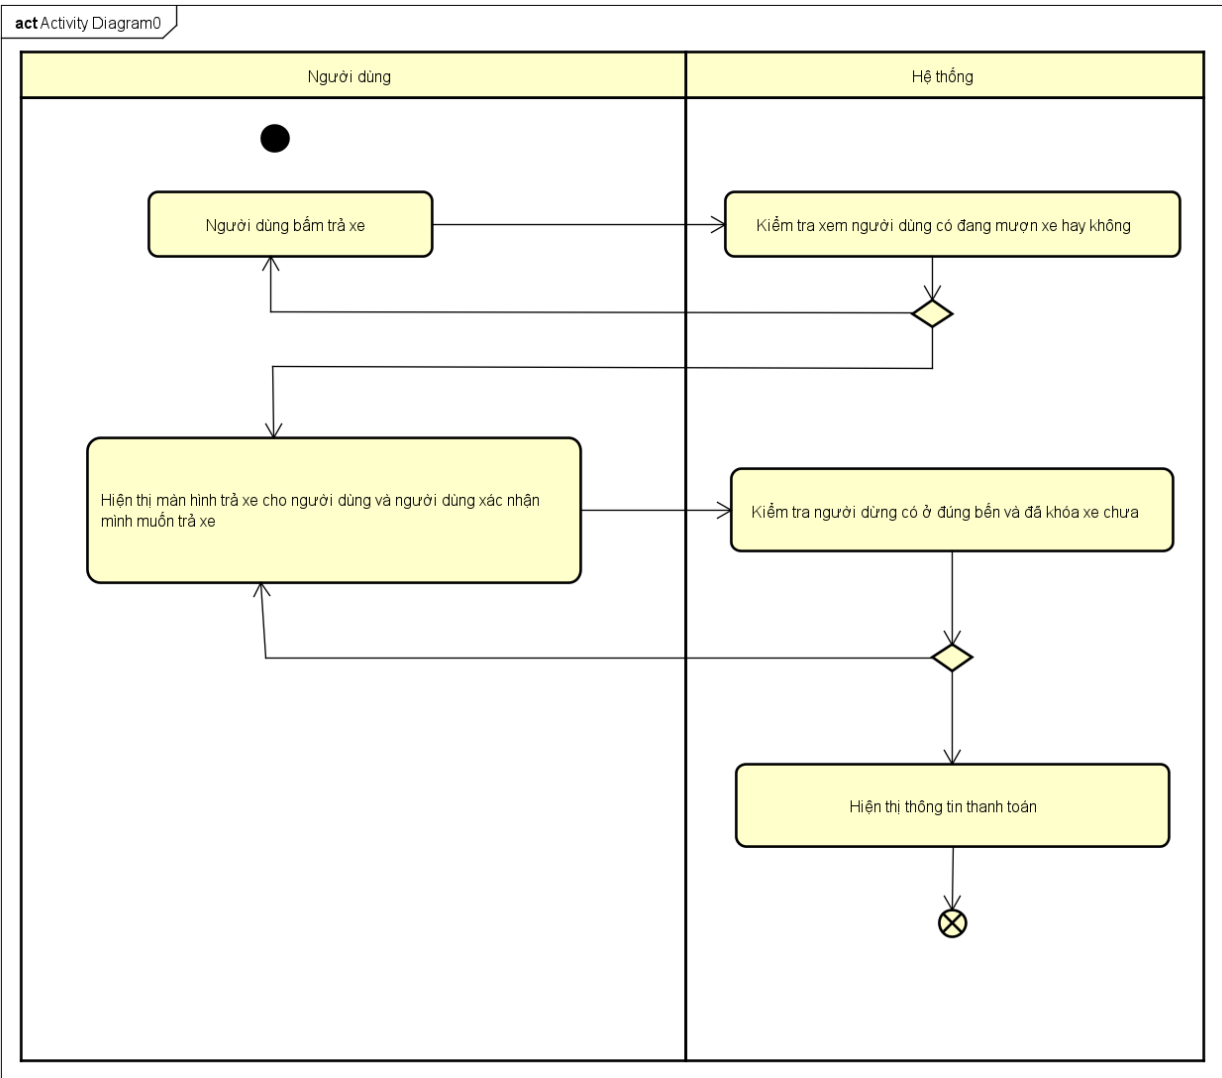 act Activity Diagram0
Người dùng
Hệ thống
Người dùng bấm trả xe
Kiểm tra xem người dùng có đang mượn xe hay không
Hiện thị màn hình trả xe cho người dùng và người dùng xác nhận
mình muốn trả xe
Kiểm tra người dừng có ở đúng bến và đã khóa xe chưa
Hiện thị thông tin thanh toán